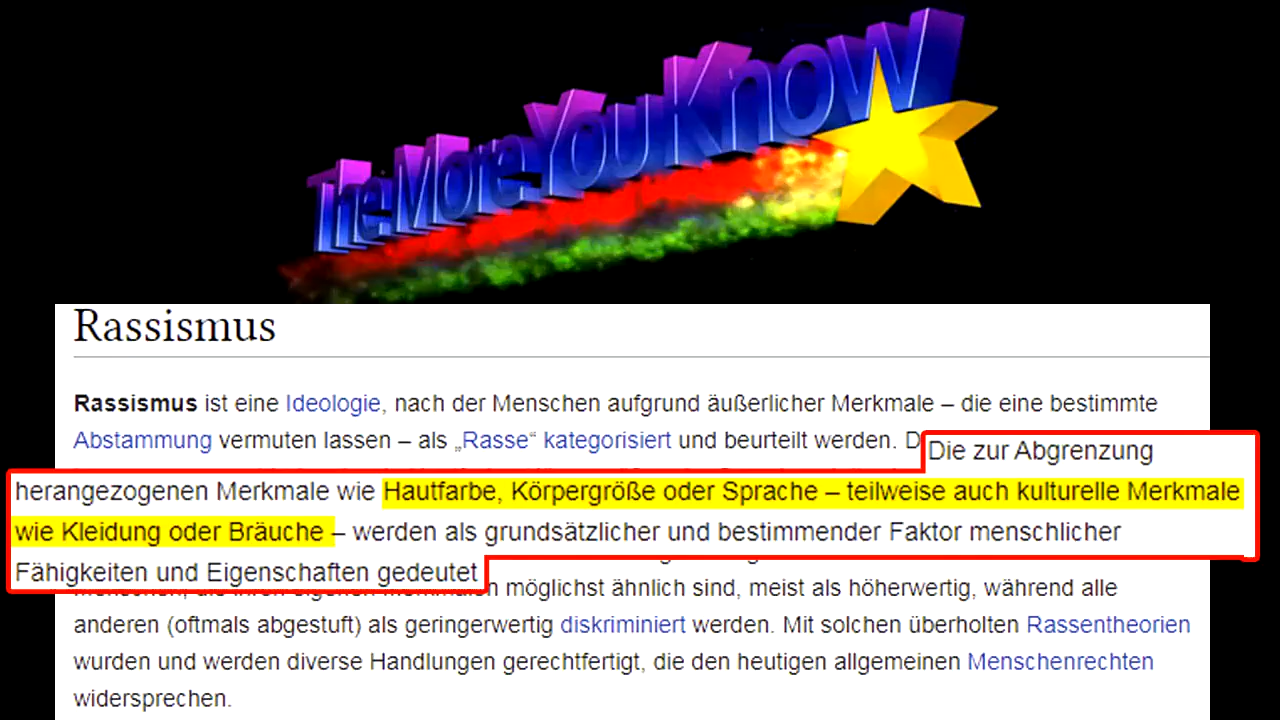 The More You Know
Rassismus
Rassismus ist eine Ideologie, nach der Menschen aufgrund äußerlicher Merkmale – die eine bestimmte
Abstammung vermuten lassen – als „Rasse“ kategorisiert und beurteilt werden. D
Die zur Abgrenzung
herangezogenen Merkmale wie Hautfarbe, Körpergröße oder Sprache – teilweise auch kulturelle Merkmale
wie Kleidung oder Bräuche – werden als grundsätzlicher und bestimmender Faktor menschlicher
Fähigkeiten und Eigenschaften gedeutet
möglichst ähnlich sind, meist als höherwertig, während alle
anderen (oftmals abgestuft) als geringerwertig diskriminiert werden. Mit solchen überholten Rassentheorien
wurden und werden diverse Handlungen gerechtfertigt, die den heutigen allgemeinen Menschenrechten
widersprechen.